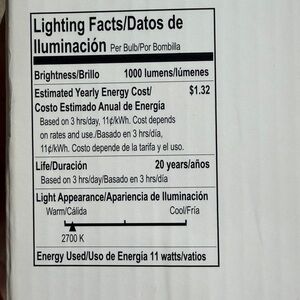 Lighting Facts/Datos de
Iluminación Per Bulb/Por Bombilla
Brightness/Brillo 1000 lumens/lúmenes
Estimated Yearly Energy Cost/ $1.32
Costo Estimado Anual de Energía
Based on 3 hrs/day, 11¢/kWh. Cost depends
on rates and use./Basado en 3 hrs/día,
11¢/kWh. Costo depende de la tarifa y el uso.
Life/Duración 20 years/años
Based on 3 hrs/day/Basado en 3 hrs/día
Light Appearance/Apariencia de Iluminación
Warm/Cálida Cool/Fría
2700 K
Energy Used/Uso de Energía 11 watts/vatios